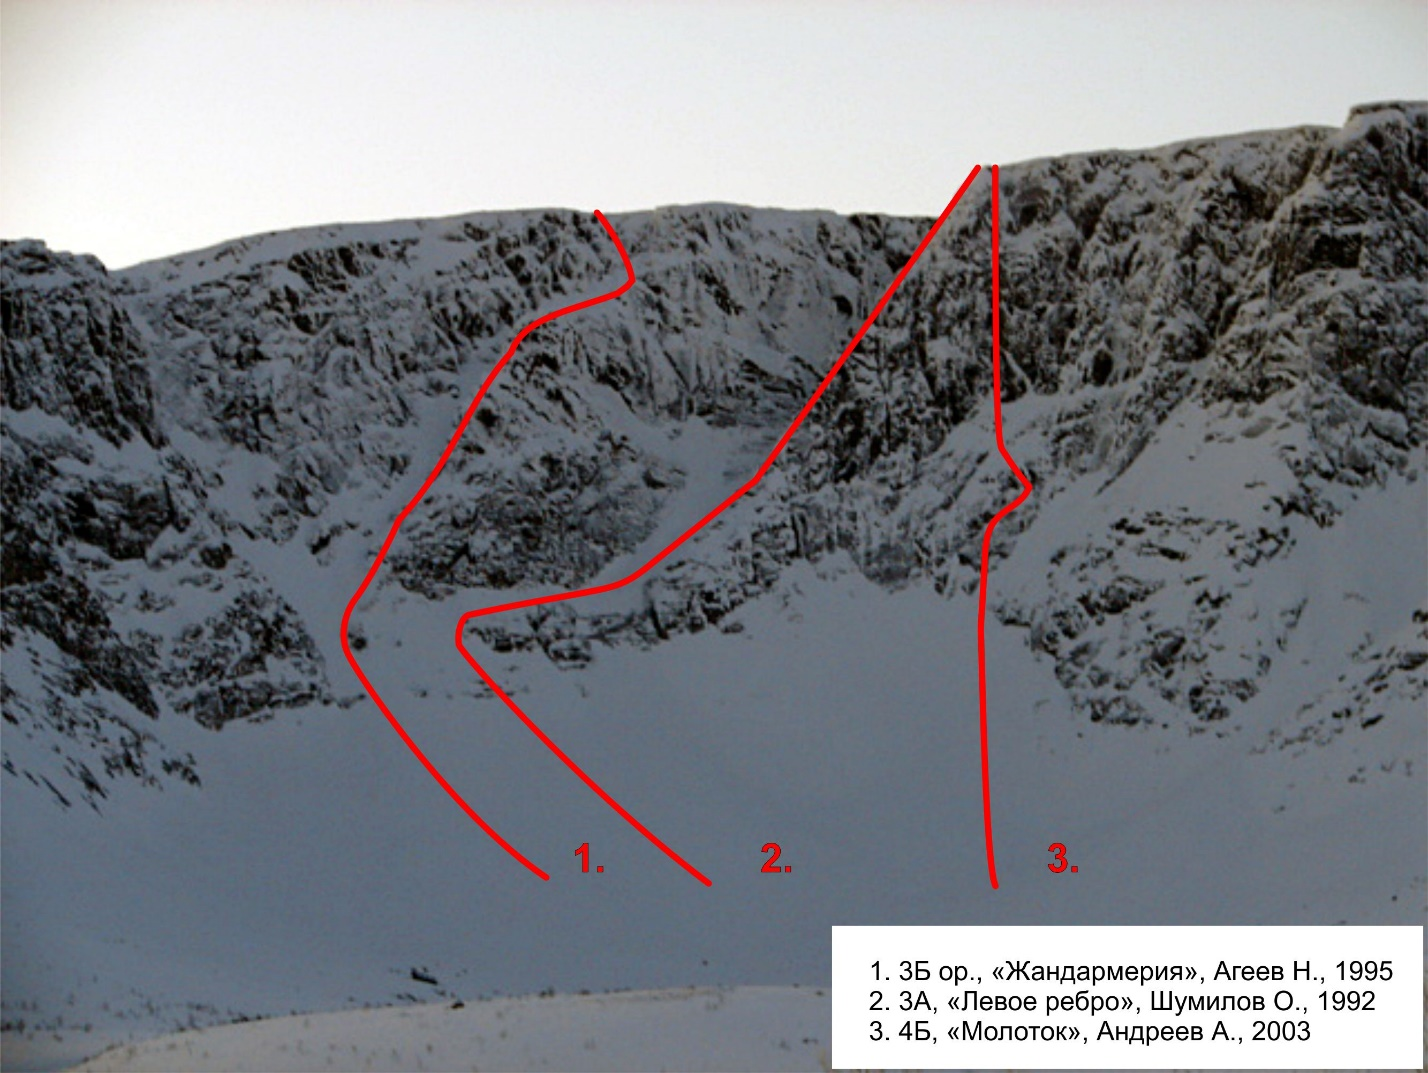 1. 2. 3.
1. 3Б ор., «Жандармерия», Агеев Н., 1995
2. 3А, «Левое ребро», Шумилов О., 1992
3. 4Б, «Молоток», Андреев А., 2003